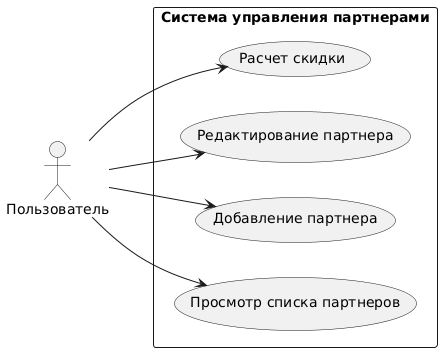 Система управления партнерами
Расчет скидки
Редактирование партнера
Пользователь
Добавление партнера
Просмотр списка партнеров